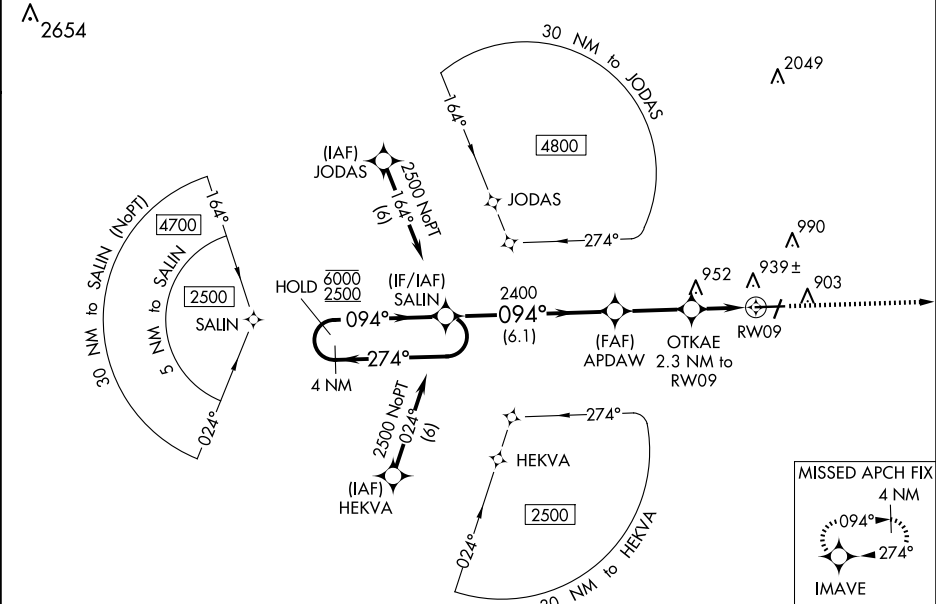 2654
30 NM to JODAS
2049
164°
4800
(IAF)
JODAS
2500 NoPT
164°
(6)
JODAS
274°
30 NM to SALIN (NoPT)
164°
4700
5 NM to SALIN
2500
SALIN
024°
HOLD
6000
2500
(IF/IAF)
SALIN
094°
274°
4 NM
2400
094°
(6.1)
(FAF)
APDAW
952
OTKAE
2.3 NM to
RW09
939±
990
903
RW09
2500 NoPT
024°
(6)
(IAF)
HEKVA
274°
HEKVA
2500
024°
NM to HEKVA
MISSED APCH FIX
4 NM
094°
274°
IMAVE